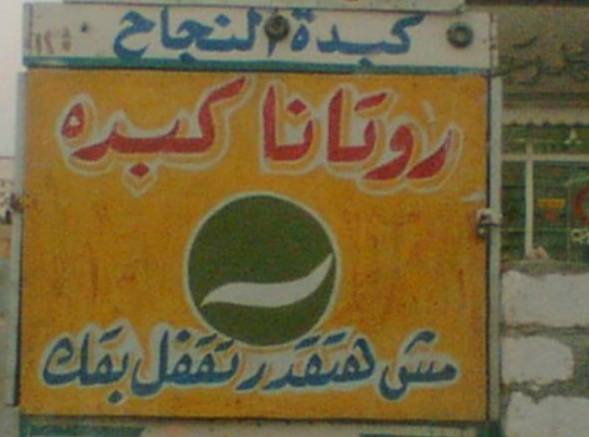 كبدة النجاح
روتانا كبده
مش هتقدر تقفل بقك